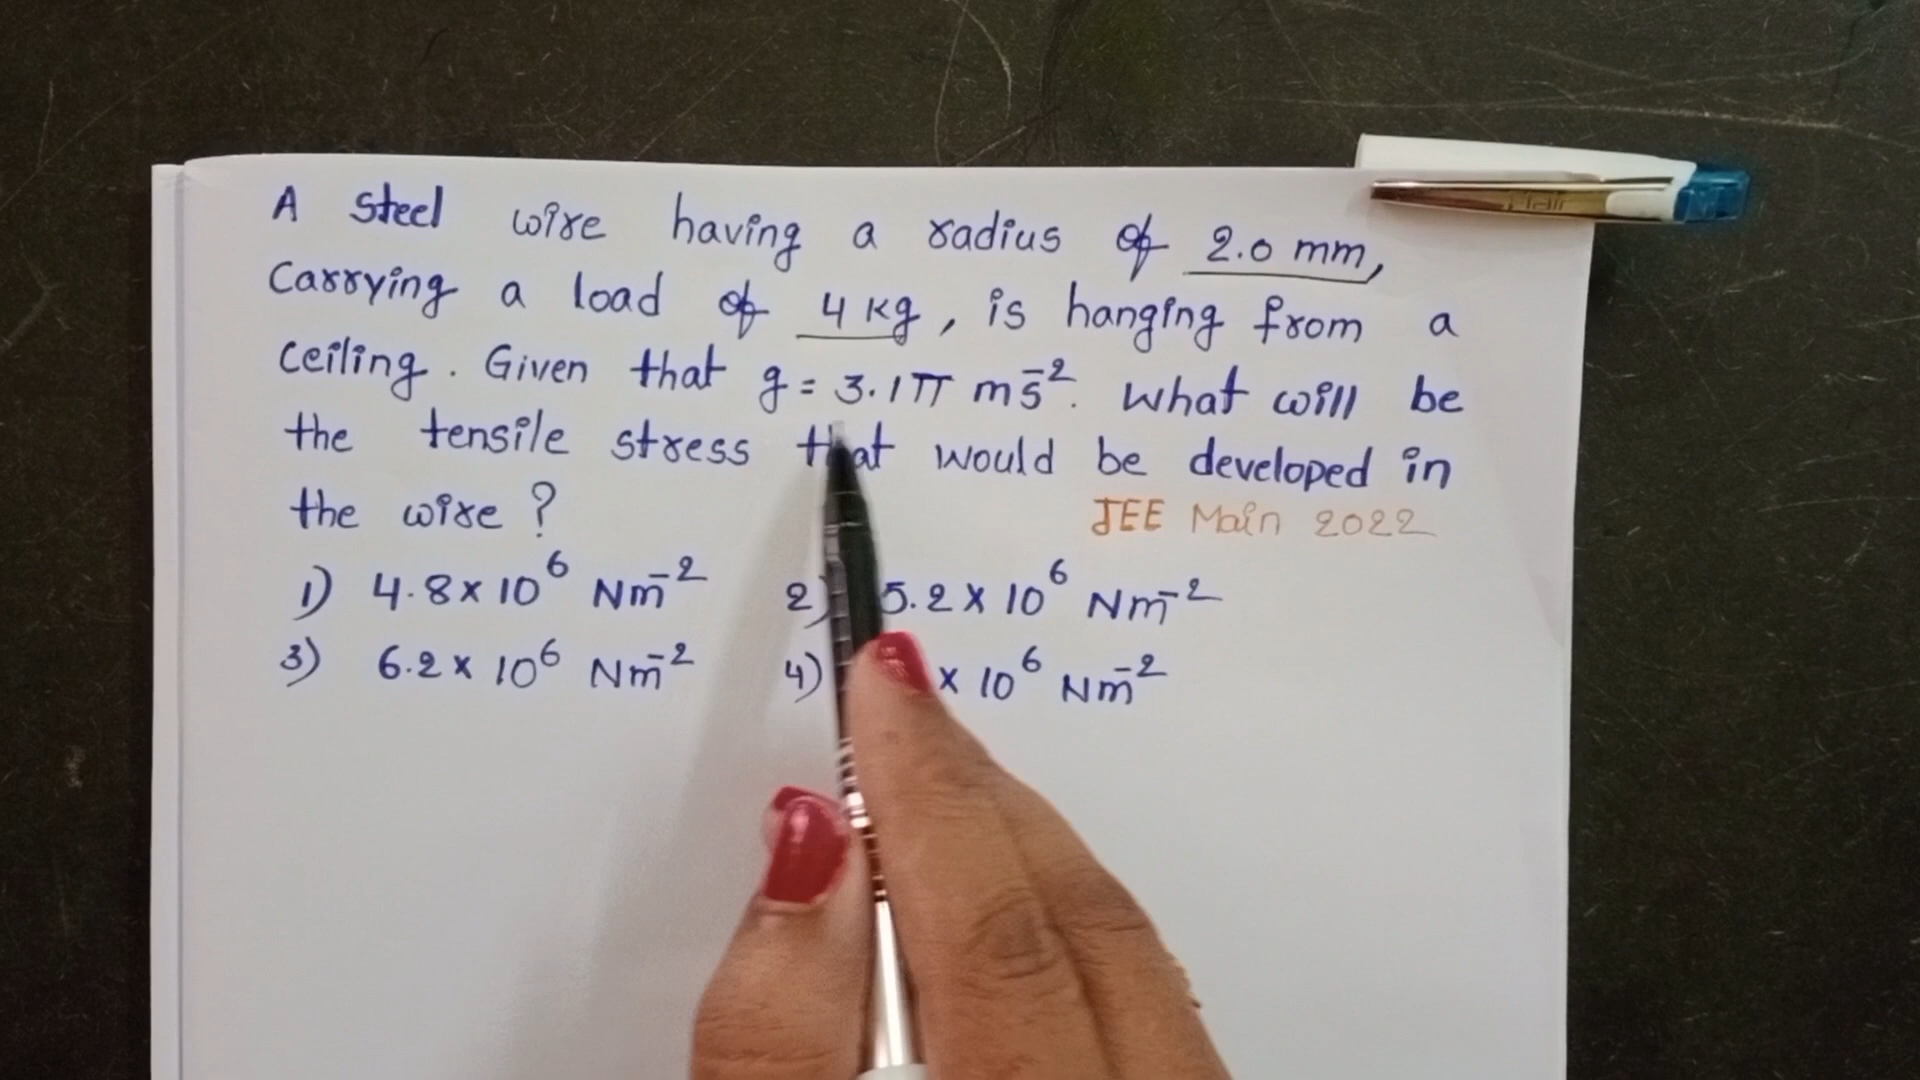 A steel wire having a radius of 2.0 mm,
Carrying a load of 4 kg, is hanging from a
ceiling. Given that g = 3.1π m s⁻². What will be
the tensile stress that would be developed in
the wire ?
JEE Main 2022
1) 4.8 x 10⁶ Nm⁻² 2) 5.2 x 10⁶ Nm⁻²
3) 6.2 x 10⁶ Nm⁻² 4) x 10⁶ Nm⁻²